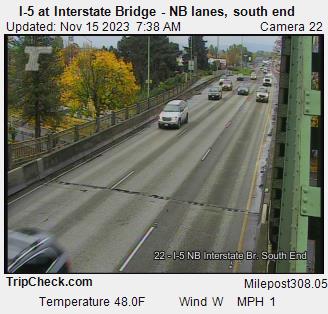 I-5 at Interstate Bridge - NB lanes, south end
Updated: Nov 15 2023  7:38 AM
Camera 22
T
22 - I-5 NB Interstate Br. South End
TripCheck.com
Milepost308.05
Temperature 48.0F
Wind W MPH 1